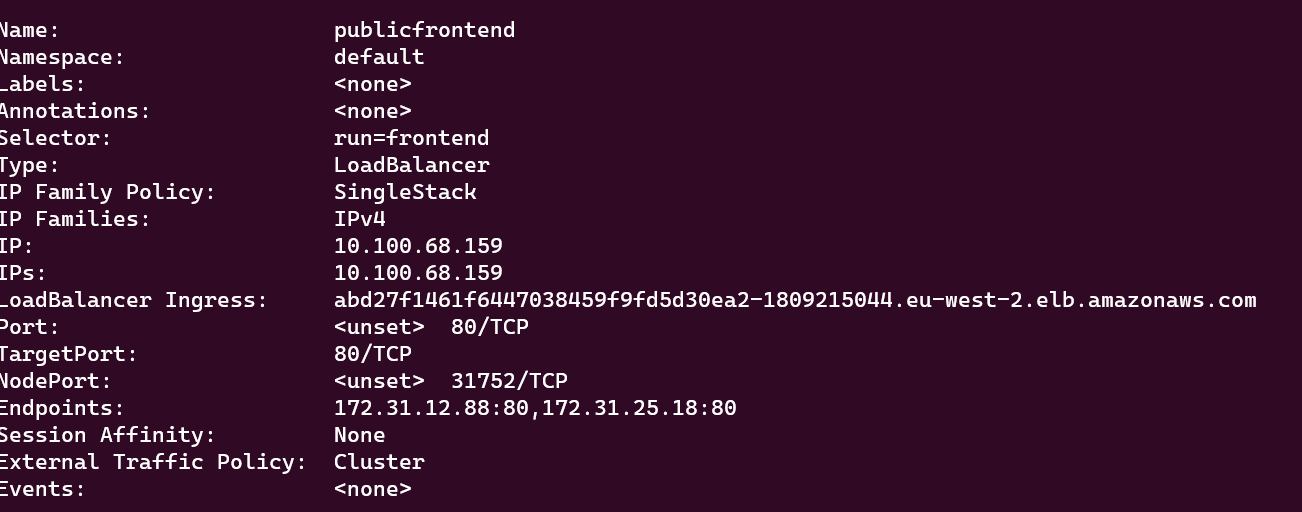 Name: publicfrontend
Namespace: default
Labels: <none>
Annotations: <none>
Selector: run=frontend
Type: LoadBalancer
IP Family Policy: SingleStack
IP Families: IPv4
IP: 10.100.68.159
IPs: 10.100.68.159
LoadBalancer Ingress: abd27f1461f6447038459f9fd5d30ea2-1809215044.eu-west-2.elb.amazonaws.com
Port: <unset> 80/TCP
TargetPort: 80/TCP
NodePort: <unset> 31752/TCP
Endpoints: 172.31.12.88:80,172.31.25.18:80
Session Affinity: None
External Traffic Policy: Cluster
Events: <none>